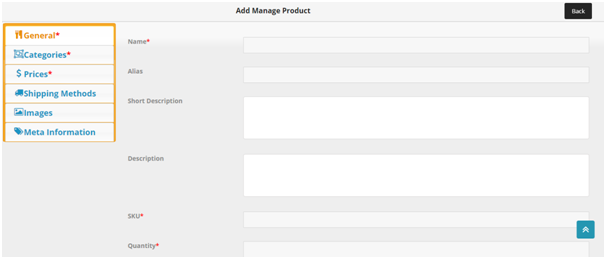 Add Manage Product
Back
General*
Categories*
$ Prices*
Shipping Methods
Images
Meta Information
Name*
Alias
Short Description
Description
SKU*
Quantity*